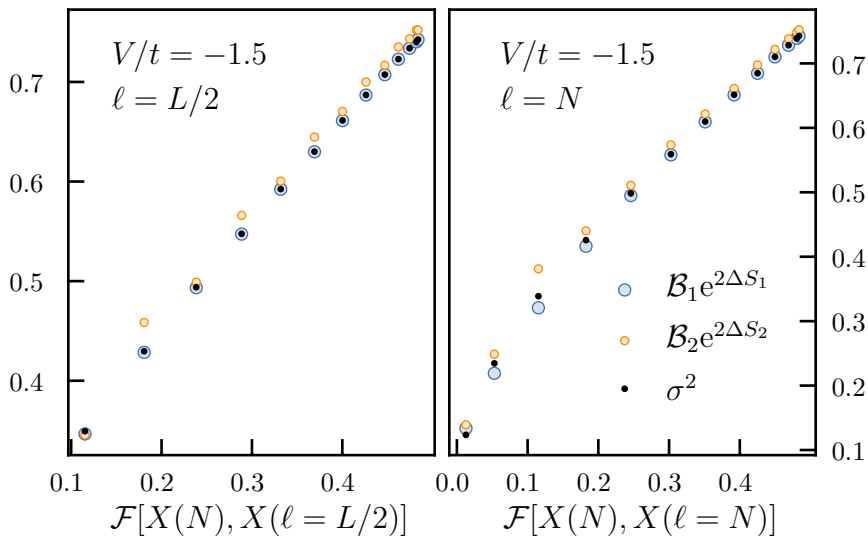 V/t = −1.5
ℓ = L/2
0.7
0.6
0.5
0.4
0.1
0.2
0.3
0.4
ℱ[X(N), X(ℓ = L/2)]
V/t = −1.5
ℓ = N
ℬ₁e^{2ΔS₁}
ℬ₂e^{2ΔS₂}
σ²
0.7
0.6
0.5
0.4
0.3
0.2
0.1
0.0
0.1
0.2
0.3
0.4
ℱ[X(N), X(ℓ = N)]